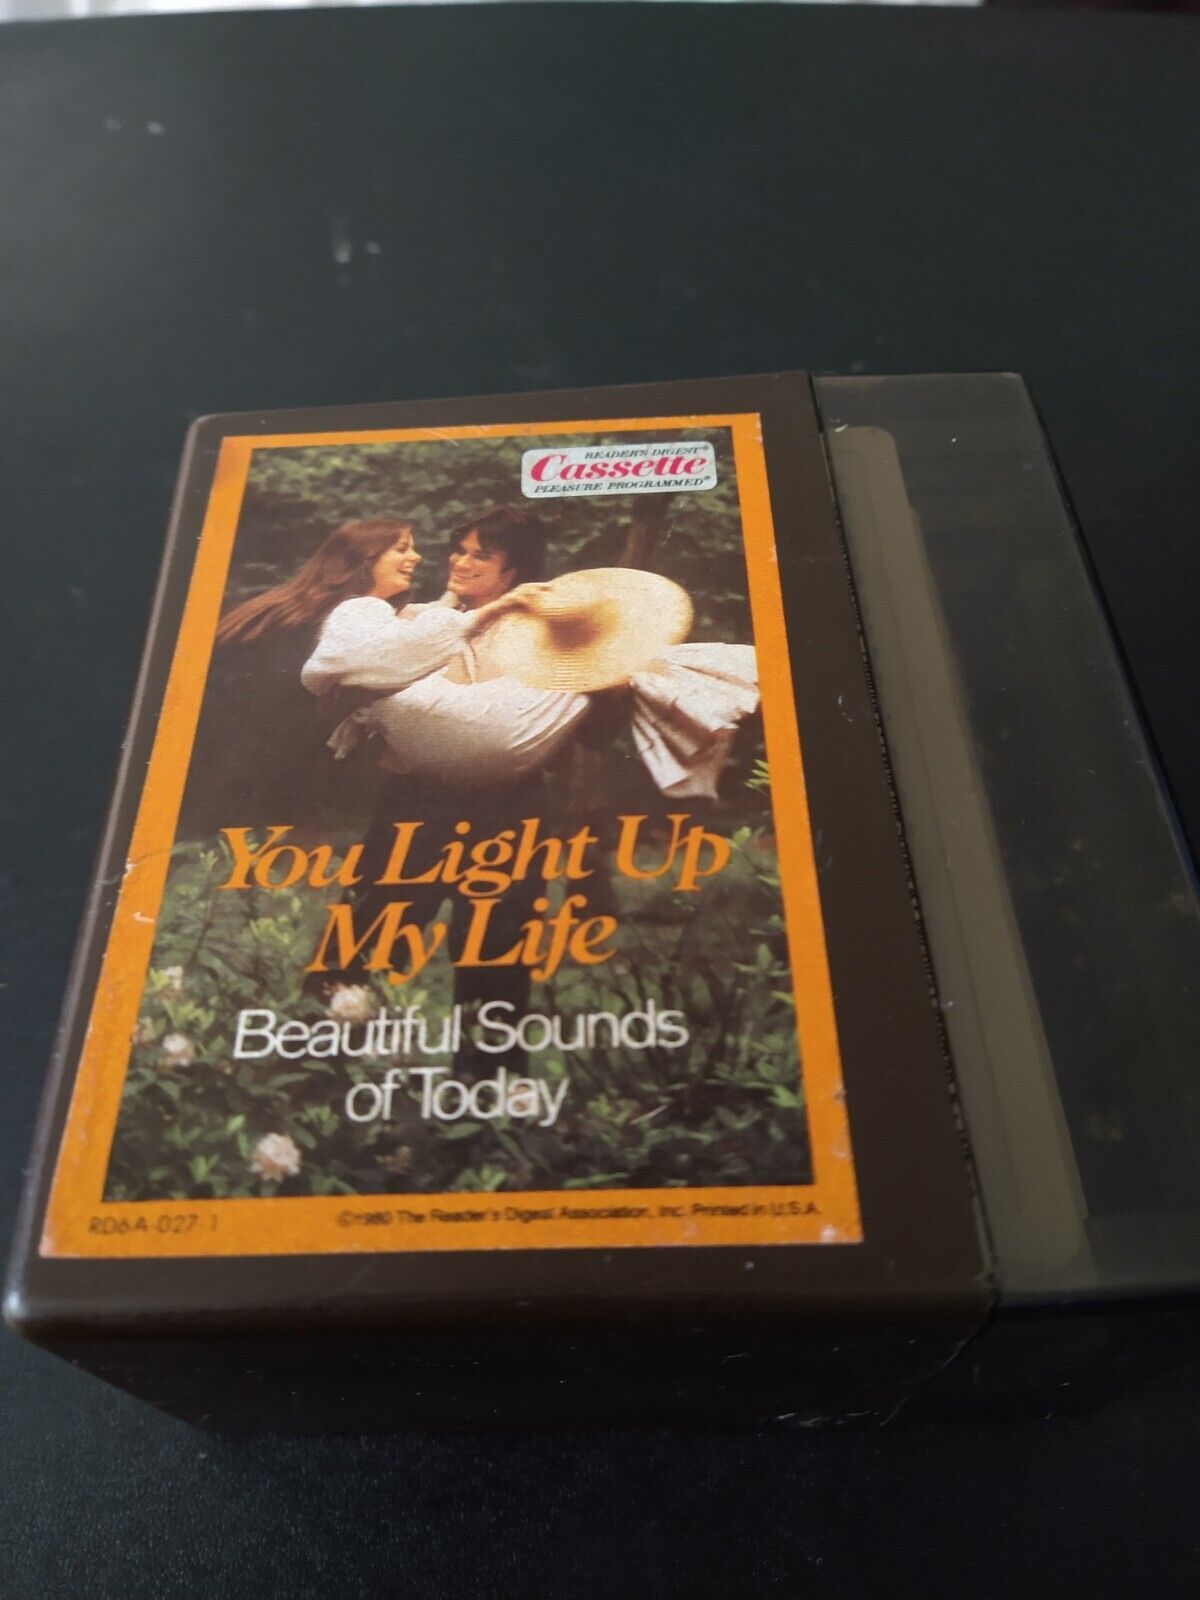 READER'S DIGEST®
Cassette
PLEASURE PROGRAMMED®
You Light Up
My Life
Beautiful Sounds
of Today
RD6A-027-1
©1980 The Reader's Digest Association, Inc. Printed in U.S.A.